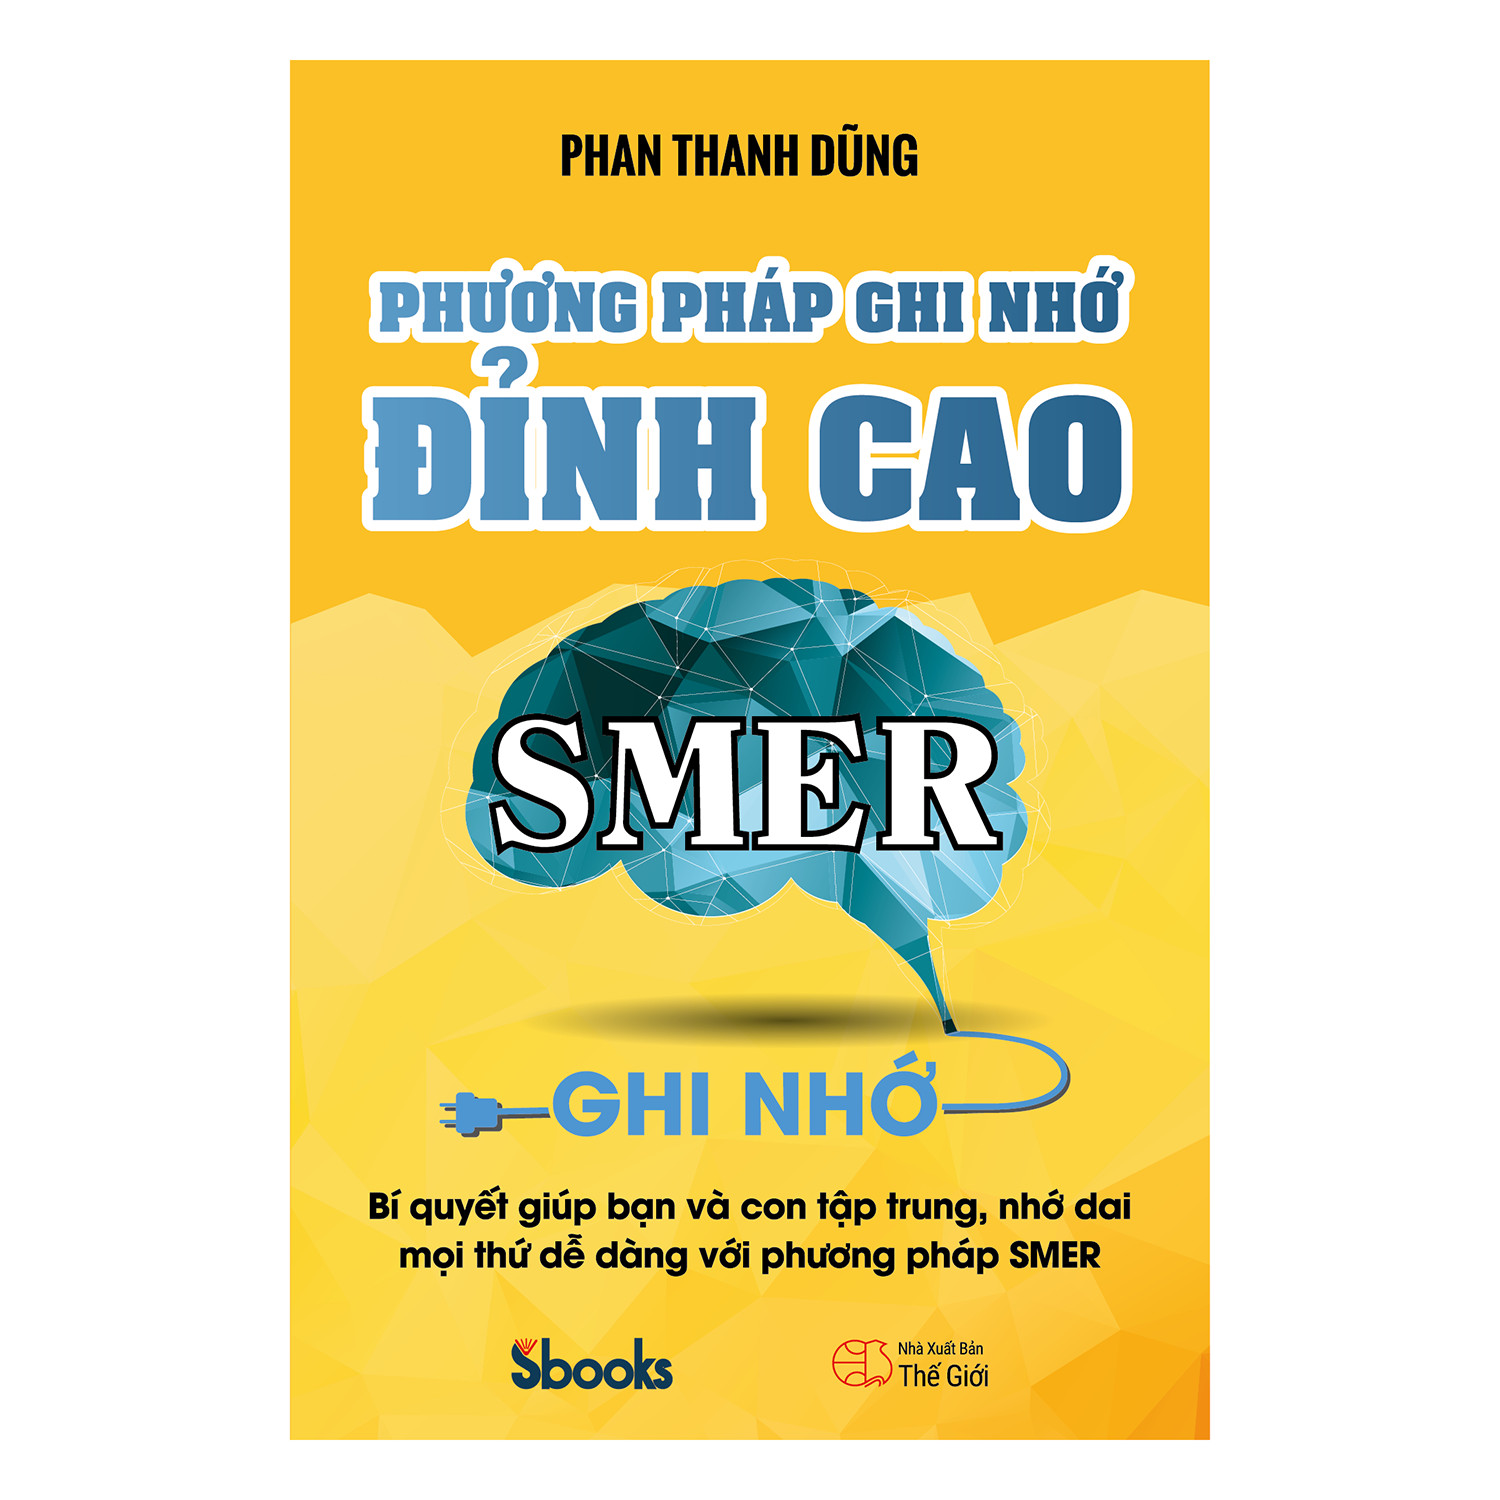 PHAN THANH DŨNG
PHƯƠNG PHÁP GHI NHỚ
ĐỈNH CAO
SMER
GHI NHỚ
Bí quyết giúp bạn và con tập trung, nhớ dai
mọi thứ dễ dàng với phương pháp SMER
Sbooks
Nhà Xuất Bản
Thế Giới